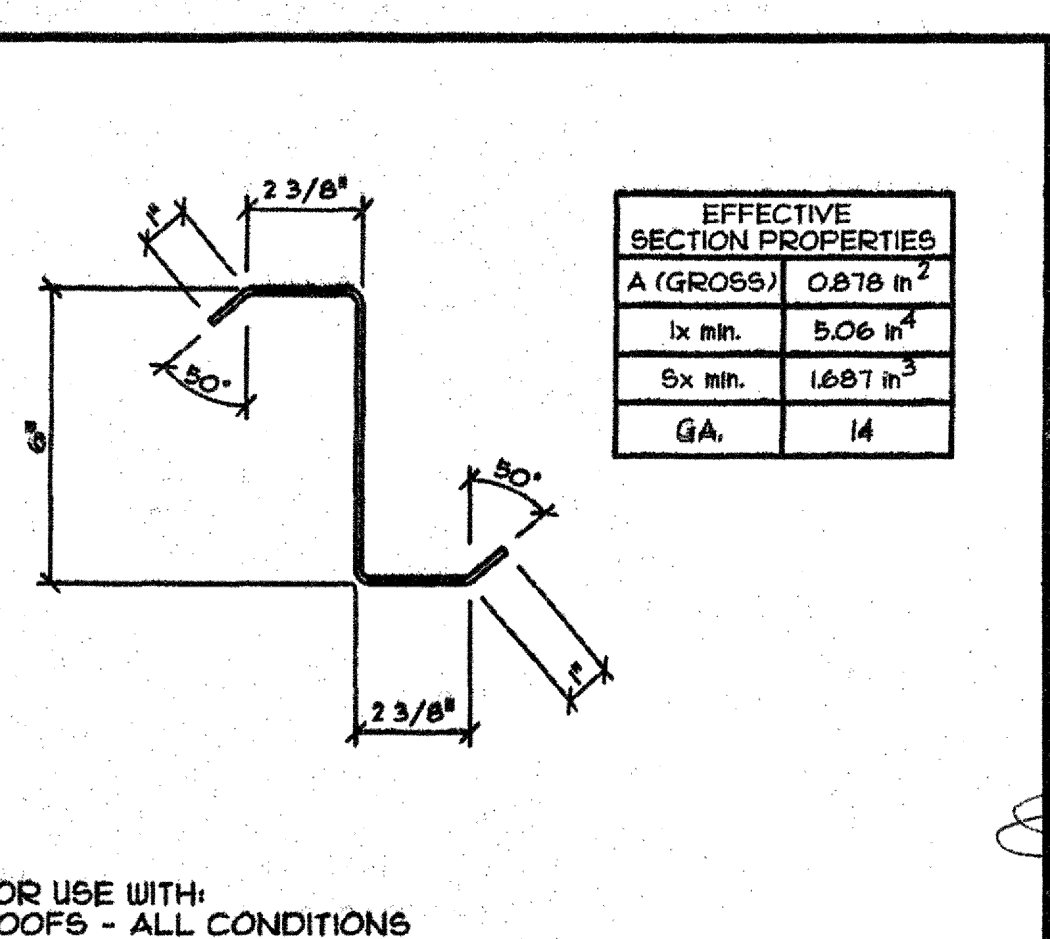 2 3/8"
1"
EFFECTIVE
SECTION PROPERTIES
A (GROSS) 0.878 in²
Ix min. 5.06 in⁴
Sx min. 1.687 in³
GA. 14
50°
6"
50°
1"
2 3/8"
OR USE WITH:
OOFS - ALL CONDITIONS